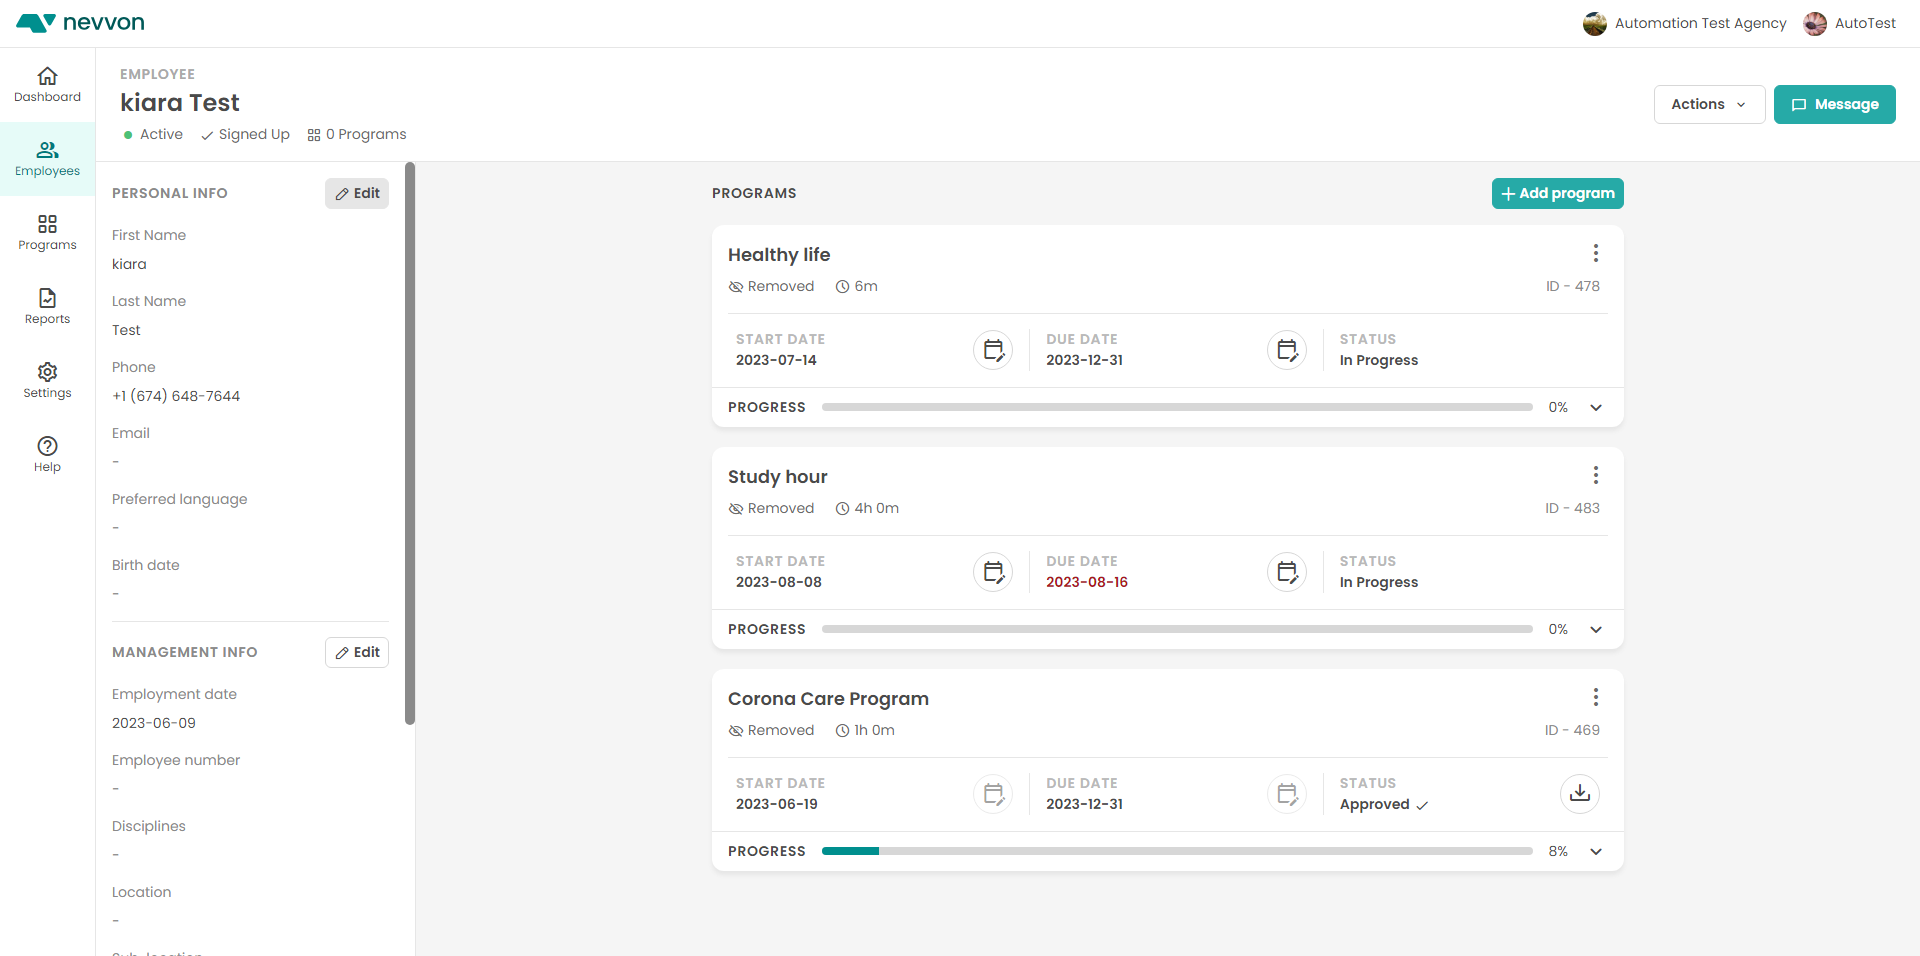 nevvon
Automation Test Agency
AutoTest
Dashboard
Employees
Programs
Reports
Settings
Help
EMPLOYEE
kiara Test
Active
Signed Up
0 Programs
Actions
Message
PERSONAL INFO
Edit
First Name
kiara
Last Name
Test
Phone
+1 (674) 648-7644
Email
-
Preferred language
-
Birth date
-
MANAGEMENT INFO
Edit
Employment date
2023-06-09
Employee number
-
Disciplines
-
Location
-
PROGRAMS
Add program
Healthy life
Removed
6m
ID - 478
START DATE
2023-07-14
DUE DATE
2023-12-31
STATUS
In Progress
PROGRESS
0%
Study hour
Removed
4h 0m
ID - 483
START DATE
2023-08-08
DUE DATE
2023-08-16
STATUS
In Progress
PROGRESS
0%
Corona Care Program
Removed
1h 0m
ID - 469
START DATE
2023-06-19
DUE DATE
2023-12-31
STATUS
Approved
PROGRESS
8%